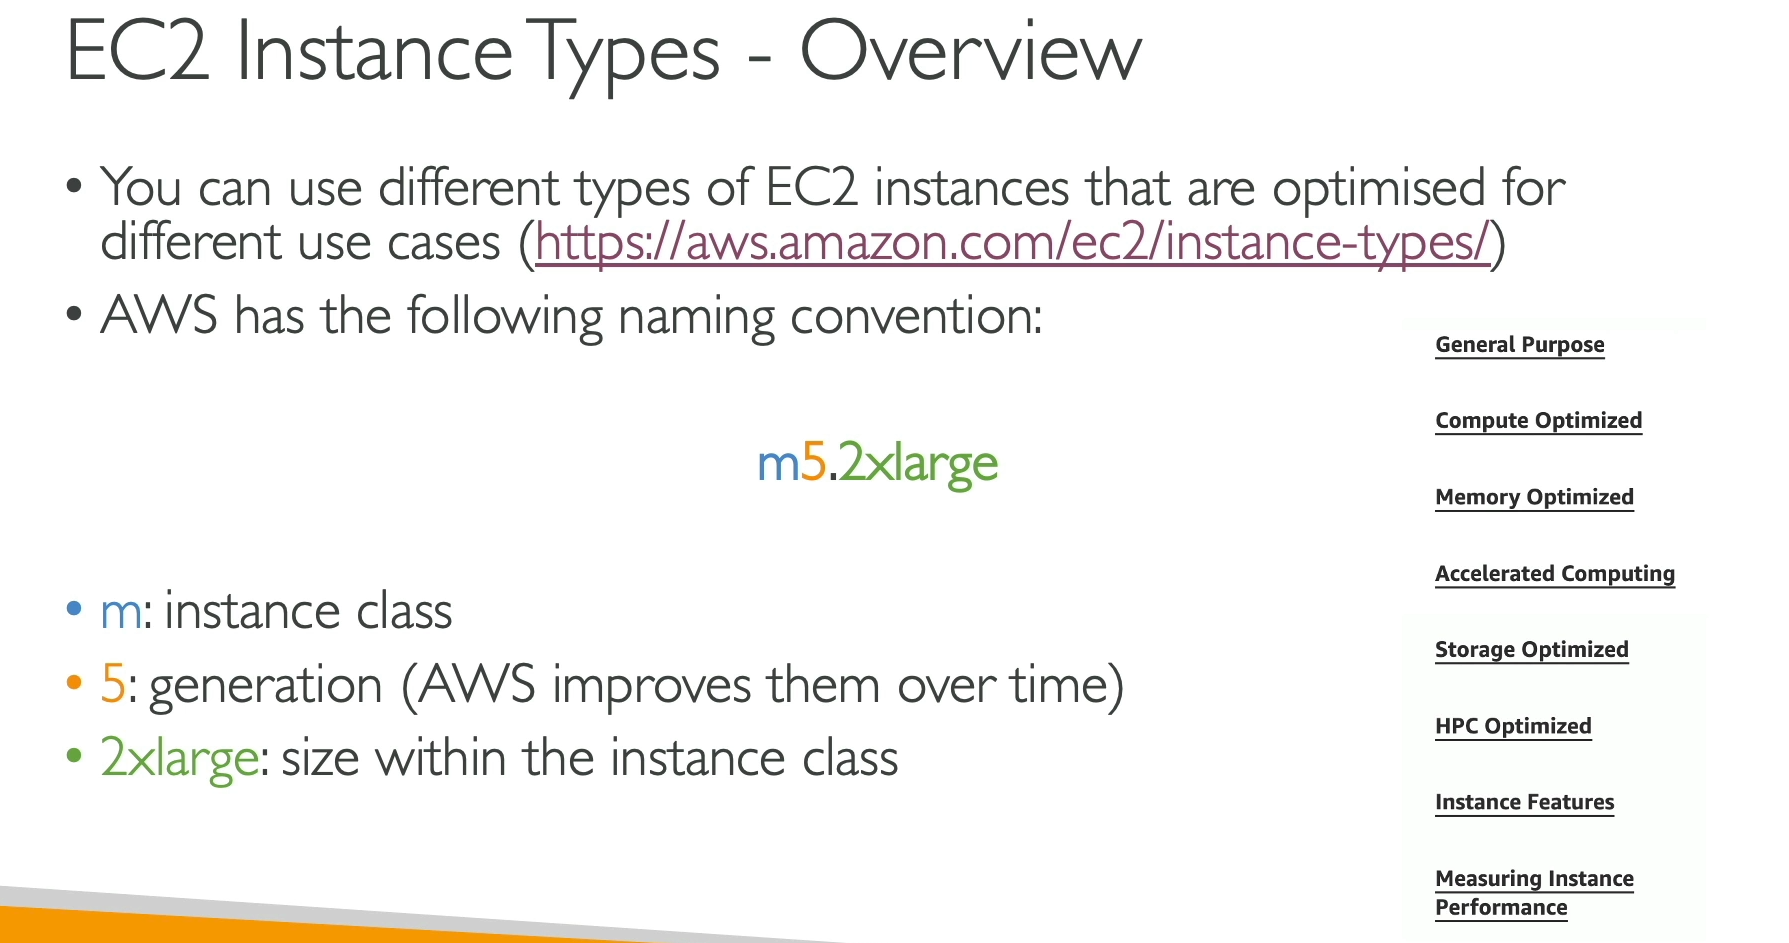 EC2 Instance Types - Overview
• You can use different types of EC2 instances that are optimised for
different use cases (https://aws.amazon.com/ec2/instance-types/)
• AWS has the following naming convention:
m5.2xlarge
• m: instance class
• 5: generation (AWS improves them over time)
• 2xlarge: size within the instance class
General Purpose
Compute Optimized
Memory Optimized
Accelerated Computing
Storage Optimized
HPC Optimized
Instance Features
Measuring Instance
Performance